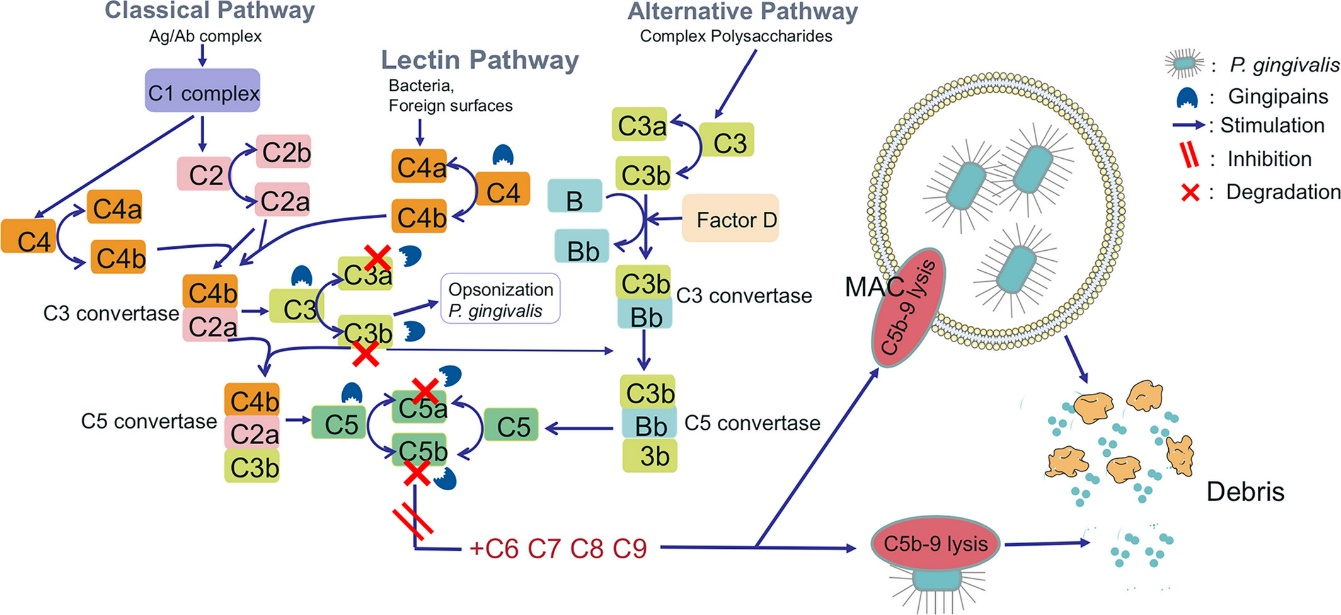 Classical Pathway
Ag/Ab complex
C1 complex
C2
C2b
C2a
C4
C4a
C4b
Lectin Pathway
Bacteria,
Foreign surfaces
C4a
C4
C4b
Alternative Pathway
Complex Polysaccharides
C3a
C3
C3b
B
Bb
Factor D
C3b
Bb
C3 convertase
C3 convertase
C4b
C2a
C3
C3a
C3b
Opsonization
P. gingivalis
C5 convertase
C4b
C2a
C3b
C5
C5a
C5b
C5
C3b
Bb
3b
C5 convertase
+C6 C7 C8 C9
MAC
C5b-9 lysis
C5b-9 lysis
Debris
: P. gingivalis
: Gingipains
: Stimulation
: Inhibition
: Degradation